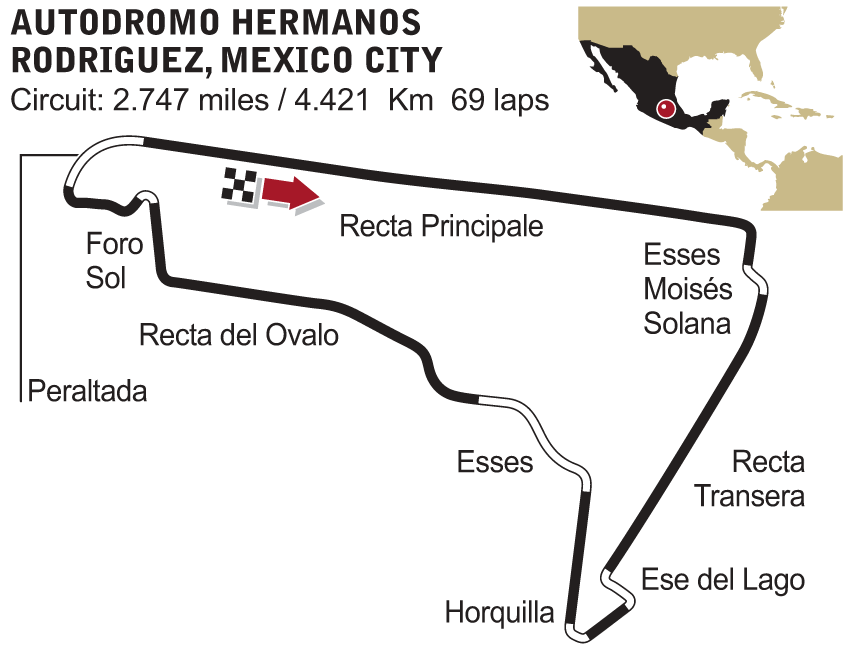 AUTODROMO HERMANOS
RODRIGUEZ, MEXICO CITY
Circuit: 2.747 miles / 4.421 Km 69 laps
Recta Principale
Foro
Sol
Esses
Moisés
Solana
Recta del Ovalo
Peraltada
Esses
Recta
Transera
Ese del Lago
Horquilla